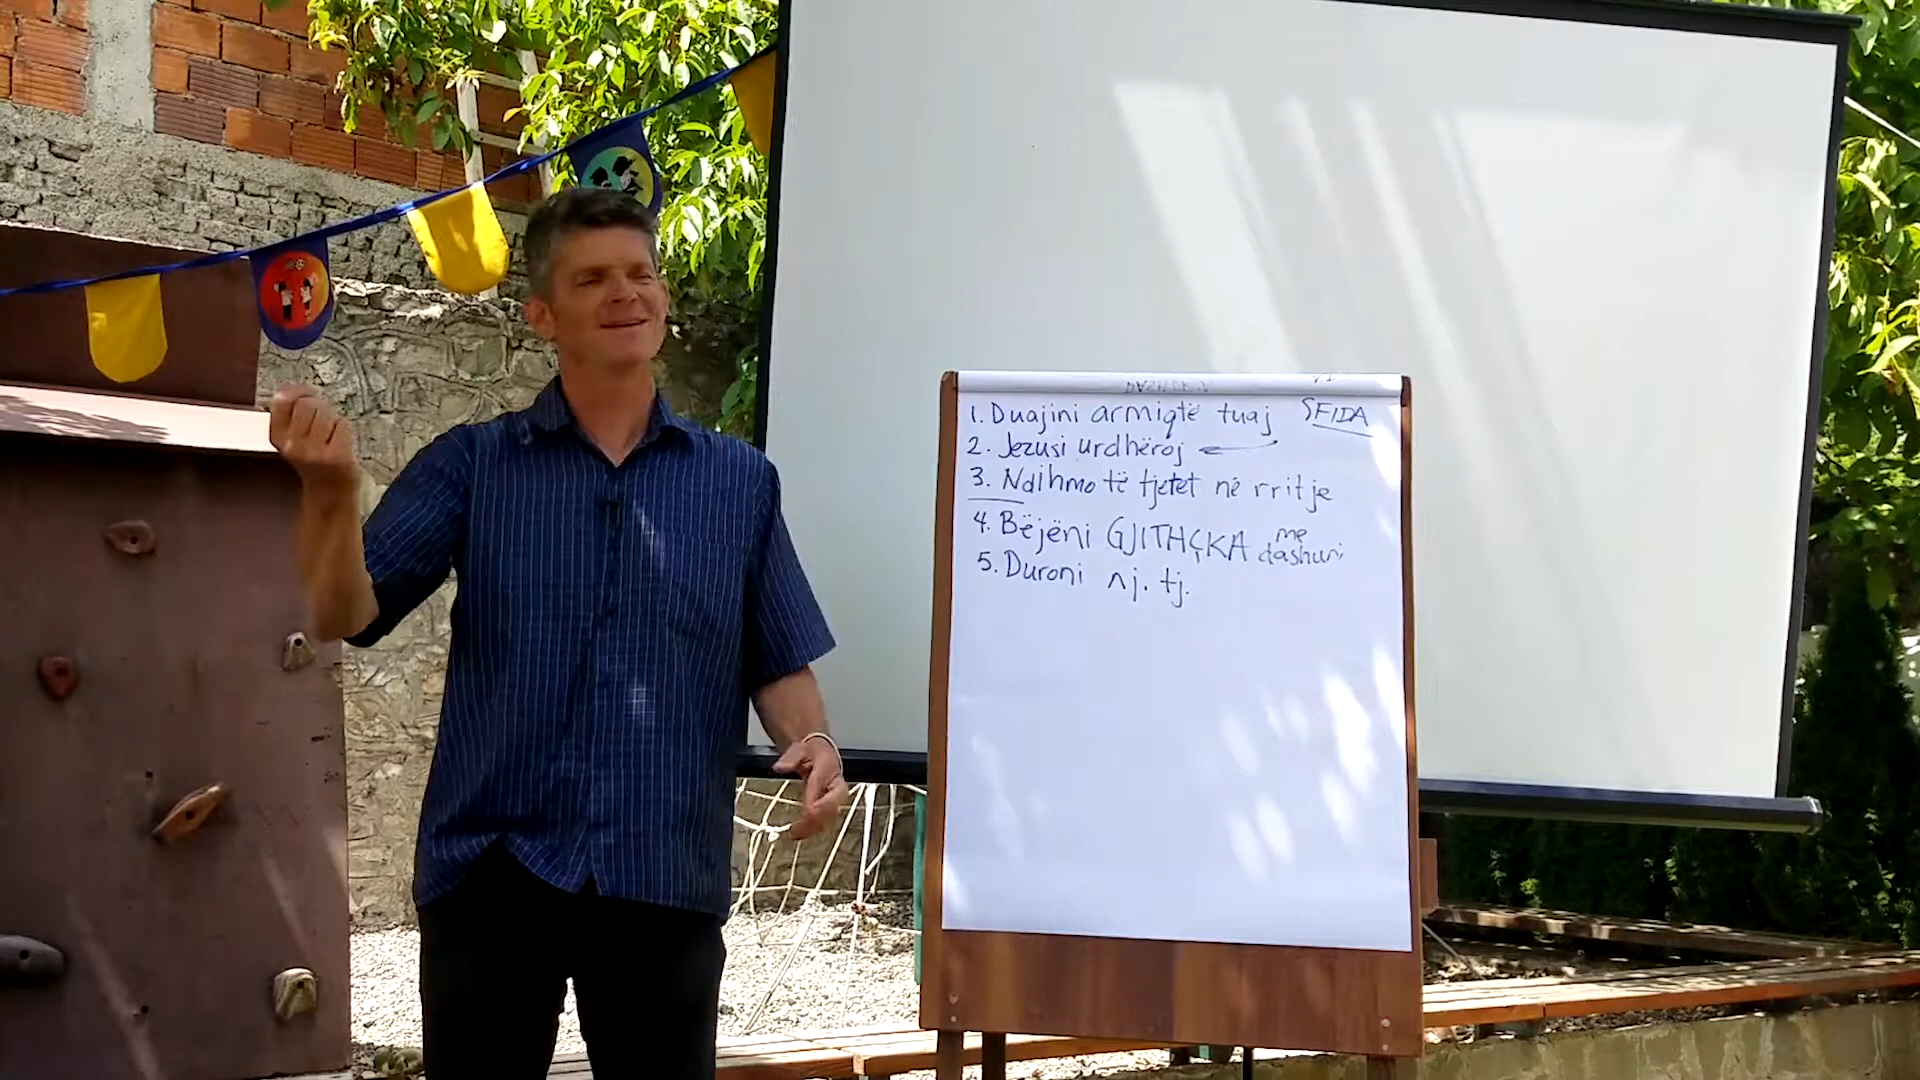 1. Duajini armiqtë tuaj SFIDA
2. Jezusi urdhëroj
3. Ndihmo të tjetet në rritje
4. Bëjëni GJITHÇKA me dashuri
5. Duroni nj. tj.